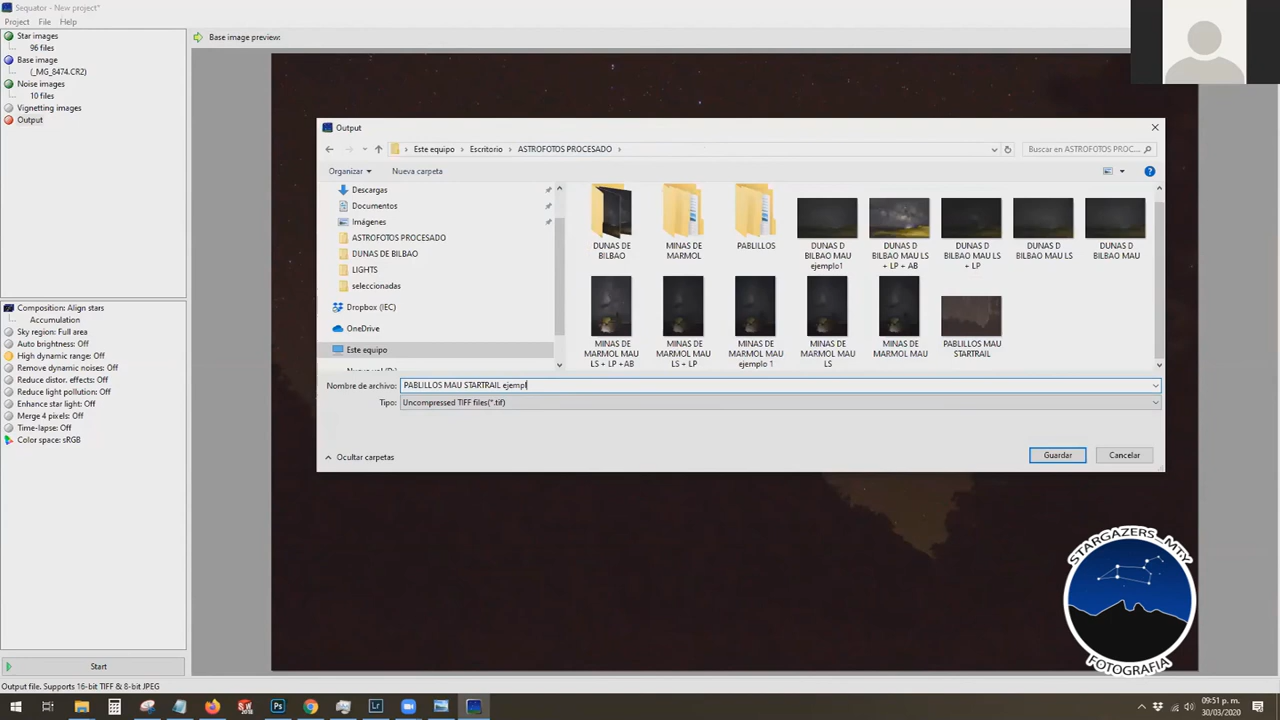 Sequator - New project*
Project File Help
Star images
96 files
Base image
(_MG_8474.CR2)
Noise images
10 files
Vignetting images
Output
Base image preview:
Output
Este equipo > Escritorio > ASTROFOTOS PROCESADO >
Buscar en ASTROFOTOS PROC...
Organizar
Nueva carpeta
Descargas
Documentos
Imágenes
ASTROFOTOS PROCESADO
DUNAS DE BILBAO
LIGHTS
seleccionadas
Dropbox (IEC)
OneDrive
Este equipo
DUNAS DE
BILBAO
MINAS DE
MARMOL
PABLILLOS
DUNAS D
BILBAO MAU
ejemplo1
DUNAS D
BILBAO MAU LS
+ LP + AB
DUNAS D
BILBAO MAU LS
+ LP
DUNAS D
BILBAO MAU LS
DUNAS D
BILBAO MAU
MINAS DE
MARMOL MAU
LS + LP +AB
MINAS DE
MARMOL MAU
LS + LP
MINAS DE
MARMOL MAU
ejemplo 1
MINAS DE
MARMOL MAU
LS
MINAS DE
MARMOL MAU
PABLILLOS MAU
STARTRAIL
Nombre de archivo:
PABLILLOS MAU STARTRAIL ejempl
Tipo:
Uncompressed TIFF files(*.tif)
Ocultar carpetas
Guardar
Cancelar
Composition: Align stars
Accumulation
Sky region: Full area
Auto brightness: Off
High dynamic range: Off
Remove dynamic noises: Off
Reduce distor. effects: Off
Reduce light pollution: Off
Enhance star light: Off
Merge 4 pixels: Off
Time-lapse: Off
Color space: sRGB
Start
Output file. Supports 16-bit TIFF & 8-bit JPEG
STARGAZERS_MTY
FOTOGRAFIA
09:51 p. m.
30/03/2020